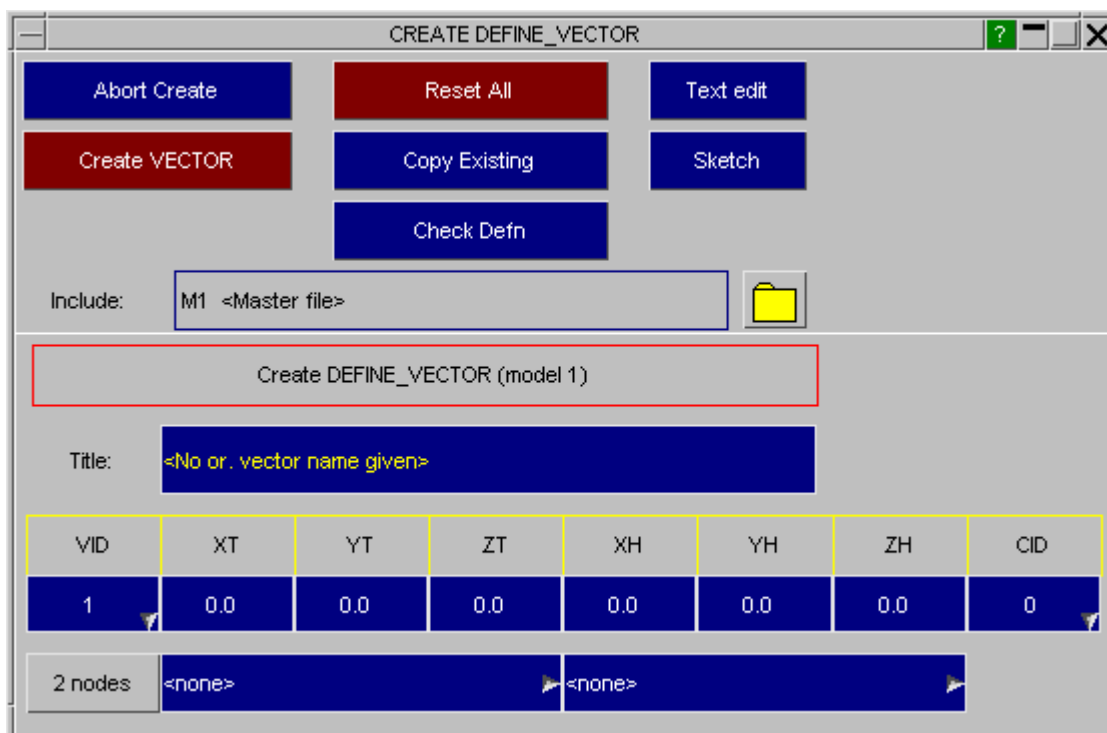 CREATE DEFINE_VECTOR ?
Abort Create Reset All Text edit
Create VECTOR Copy Existing Sketch
Check Defn
Include: M1 <Master file>
Create DEFINE_VECTOR (model 1)
Title: <No or. vector name given>
VID XT YT ZT XH YH ZH CID
1 0.0 0.0 0.0 0.0 0.0 0.0 0
2 nodes <none> <none>